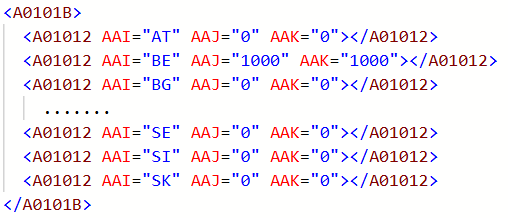 <A0101B>
<A01012 AAI="AT" AAJ="0" AAK="0"></A01012>
<A01012 AAI="BE" AAJ="1000" AAK="1000"></A01012>
<A01012 AAI="BG" AAJ="0" AAK="0"></A01012>
.......
<A01012 AAI="SE" AAJ="0" AAK="0"></A01012>
<A01012 AAI="SI" AAJ="0" AAK="0"></A01012>
<A01012 AAI="SK" AAJ="0" AAK="0"></A01012>
</A0101B>